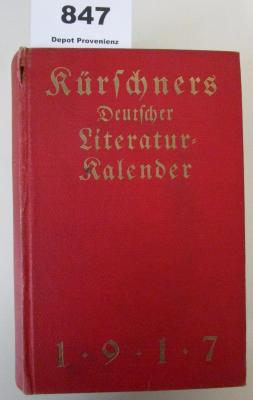 847
Depot Provenienz
Kürschners
Deutscher
Literatur-
Kalender
1 • 9 • 1 • 7